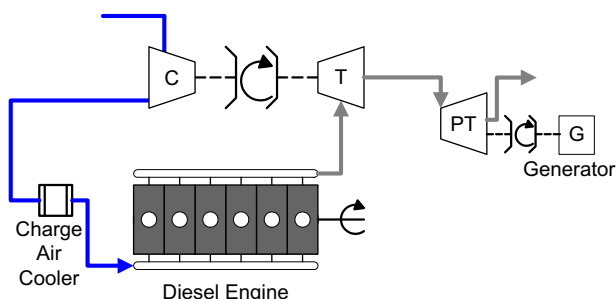 C
T
PT
G
Generator
Charge
Air
Cooler
Diesel Engine